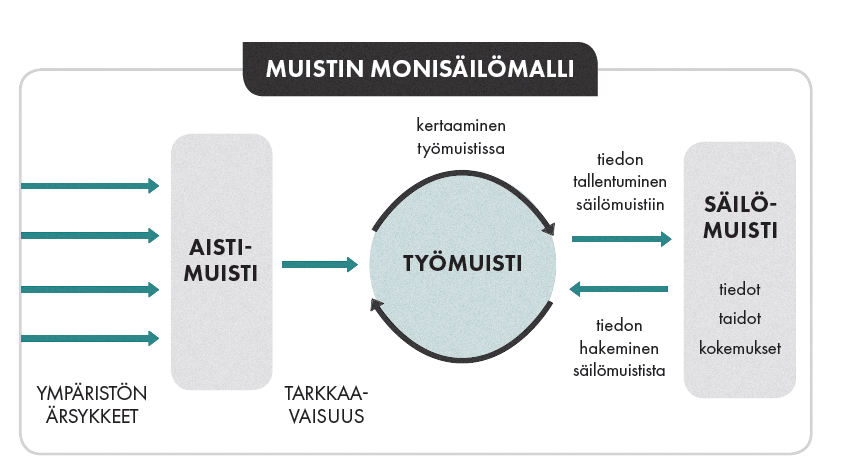 MUISTIN MONISÄILÖMALLI
YMPÄRISTÖN
ÄRSYKKEET
AISTI-
MUISTI
TARKKAA-
VAISUUS
kertaaminen
työmuistissa
TYÖMUISTI
tiedon
tallentuminen
säilömuistiin
tiedon
hakeminen
säilömuistista
SÄILÖ-
MUISTI
tiedot
taidot
kokemukset